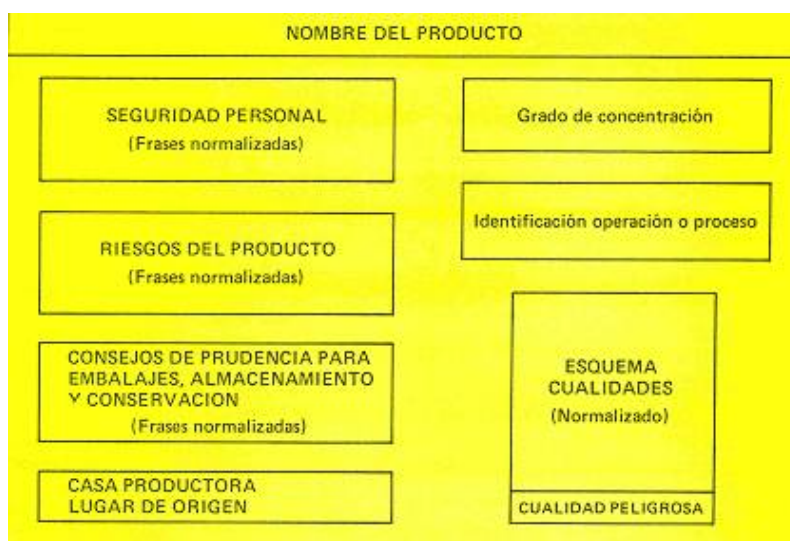 NOMBRE DEL PRODUCTO
SEGURIDAD PERSONAL
(Frases normalizadas)
RIESGOS DEL PRODUCTO
(Frases normalizadas)
CONSEJOS DE PRUDENCIA PARA
EMBALAJES, ALMACENAMIENTO
Y CONSERVACION
(Frases normalizadas)
CASA PRODUCTORA
LUGAR DE ORIGEN
Grado de concentración
Identificación operación o proceso
ESQUEMA
CUALIDADES
(Normalizado)
CUALIDAD PELIGROSA